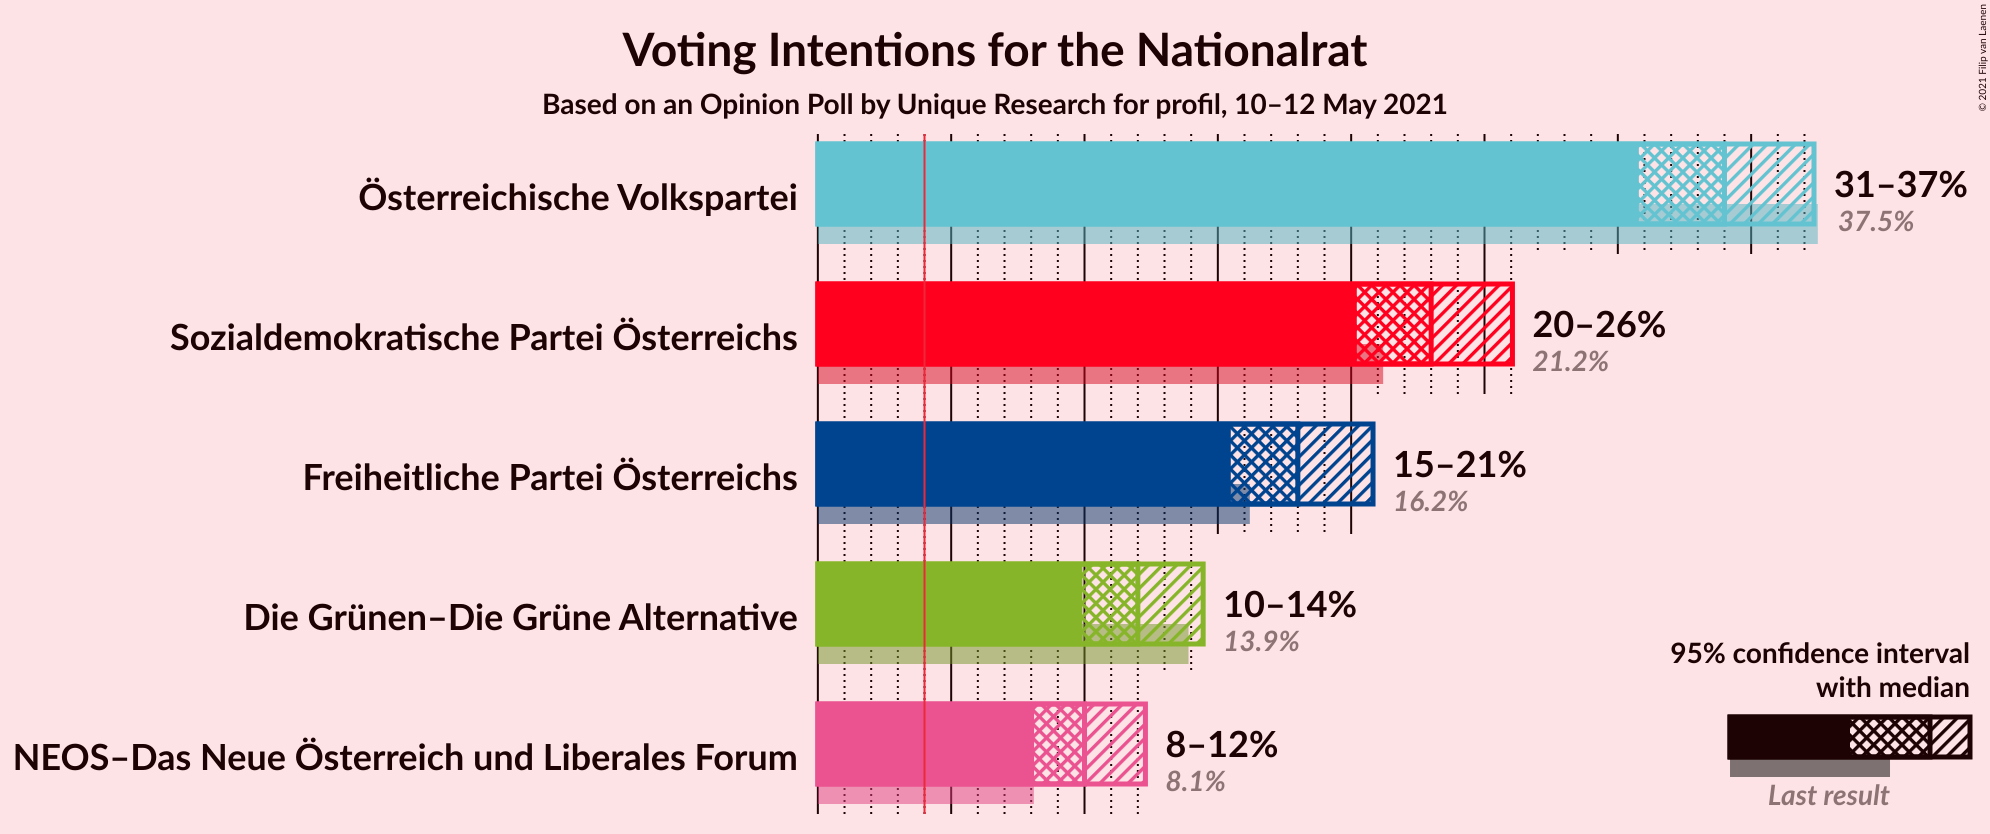 Voting Intentions for the Nationalrat
Based on an Opinion Poll by Unique Research for profil, 10–12 May 2021
© 2021 Filip van Laenen
Österreichische Volkspartei
31–37%
37.5%
Sozialdemokratische Partei Österreichs
20–26%
21.2%
Freiheitliche Partei Österreichs
15–21%
16.2%
Die Grünen–Die Grüne Alternative
10–14%
13.9%
NEOS–Das Neue Österreich und Liberales Forum
8–12%
8.1%
95% confidence interval
with median
Last result